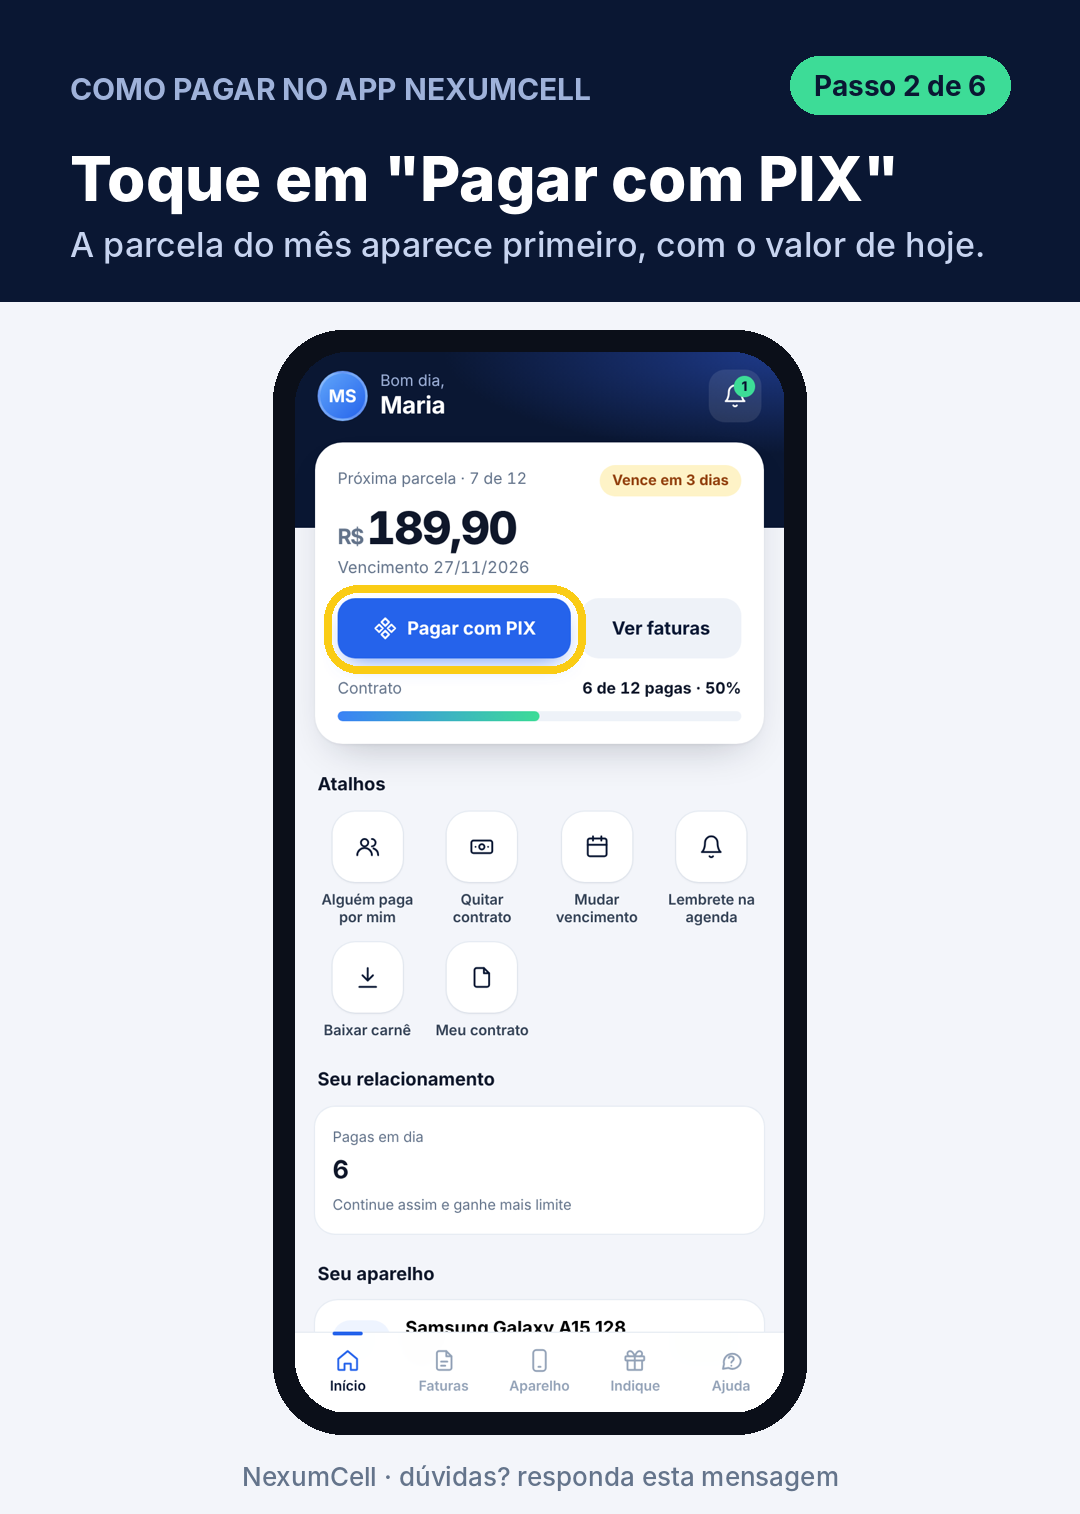 COMO PAGAR NO APP NEXUMCELL
Passo 2 de 6
Toque em "Pagar com PIX"
A parcela do mês aparece primeiro, com o valor de hoje.
MS
Bom dia,
Maria
1
Próxima parcela · 7 de 12
Vence em 3 dias
R$ 189,90
Vencimento 27/11/2026
Pagar com PIX
Ver faturas
Contrato
6 de 12 pagas · 50%
Atalhos
Alguém paga
por mim
Quitar
contrato
Mudar
vencimento
Lembrete na
agenda
Baixar carnê
Meu contrato
Seu relacionamento
Pagas em dia
6
Continue assim e ganhe mais limite
Seu aparelho
Samsung Galaxy A15 128
Início
Faturas
Aparelho
Indique
Ajuda
NexumCell · dúvidas? responda esta mensagem